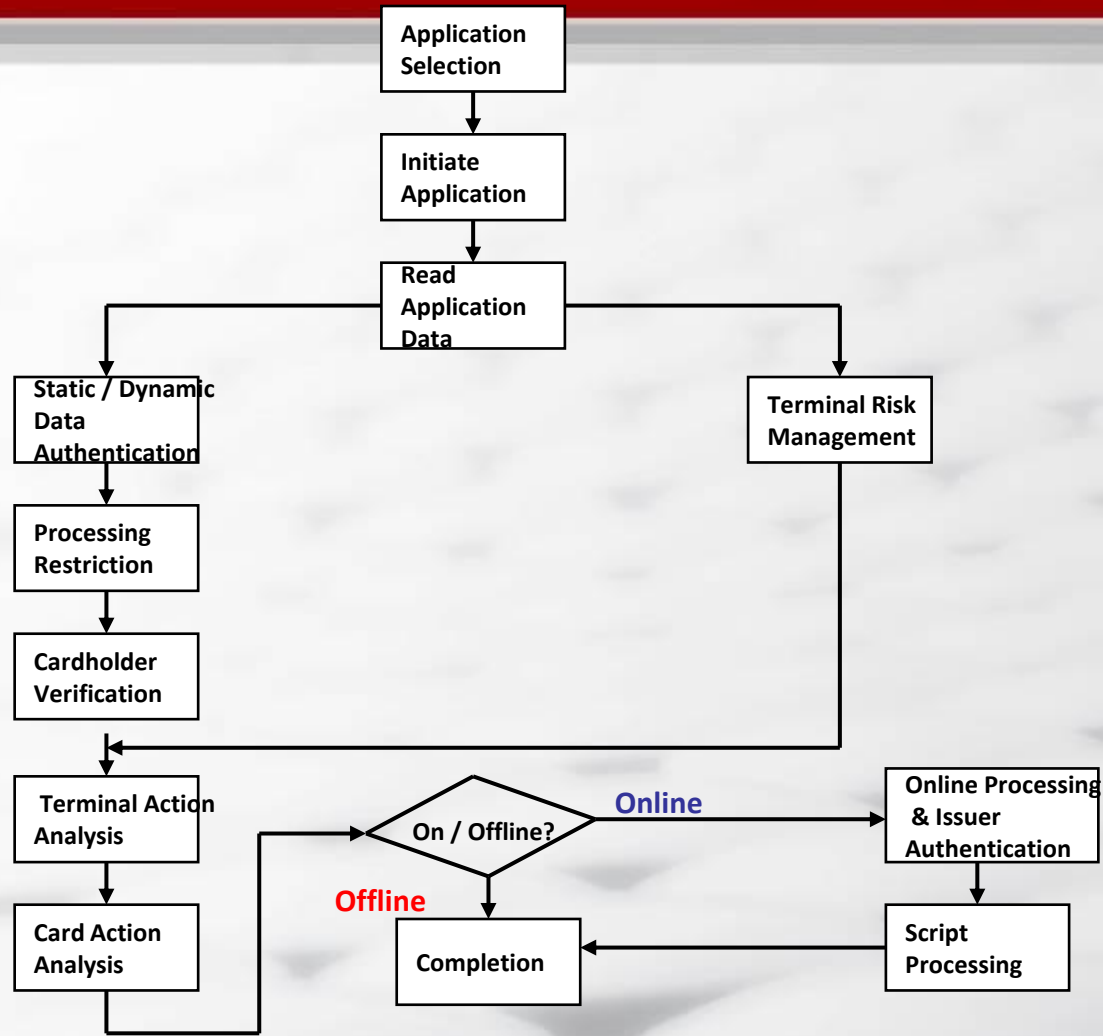 Application
Selection
Initiate
Application
Read
Application
Data
Static / Dynamic
Data
Authentication
Terminal Risk
Management
Processing
Restriction
Cardholder
Verification
Terminal Action
Analysis
On / Offline?
Online
Online Processing
& Issuer
Authentication
Offline
Card Action
Analysis
Completion
Script
Processing